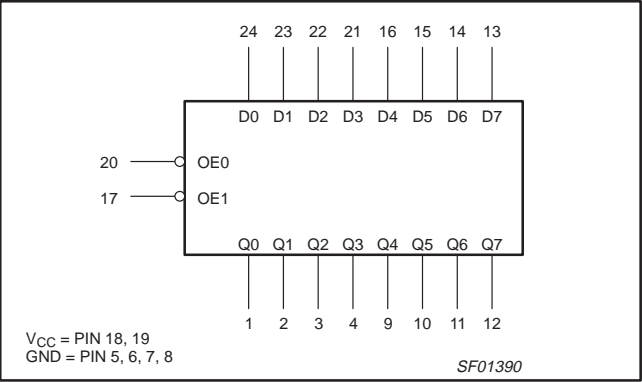 24 23 22 21 16 15 14 13
D0 D1 D2 D3 D4 D5 D6 D7
20 OE0
17 OE1
Q0 Q1 Q2 Q3 Q4 Q5 Q6 Q7
1 2 3 4 9 10 11 12
VCC = PIN 18, 19
GND = PIN 5, 6, 7, 8
SF01390